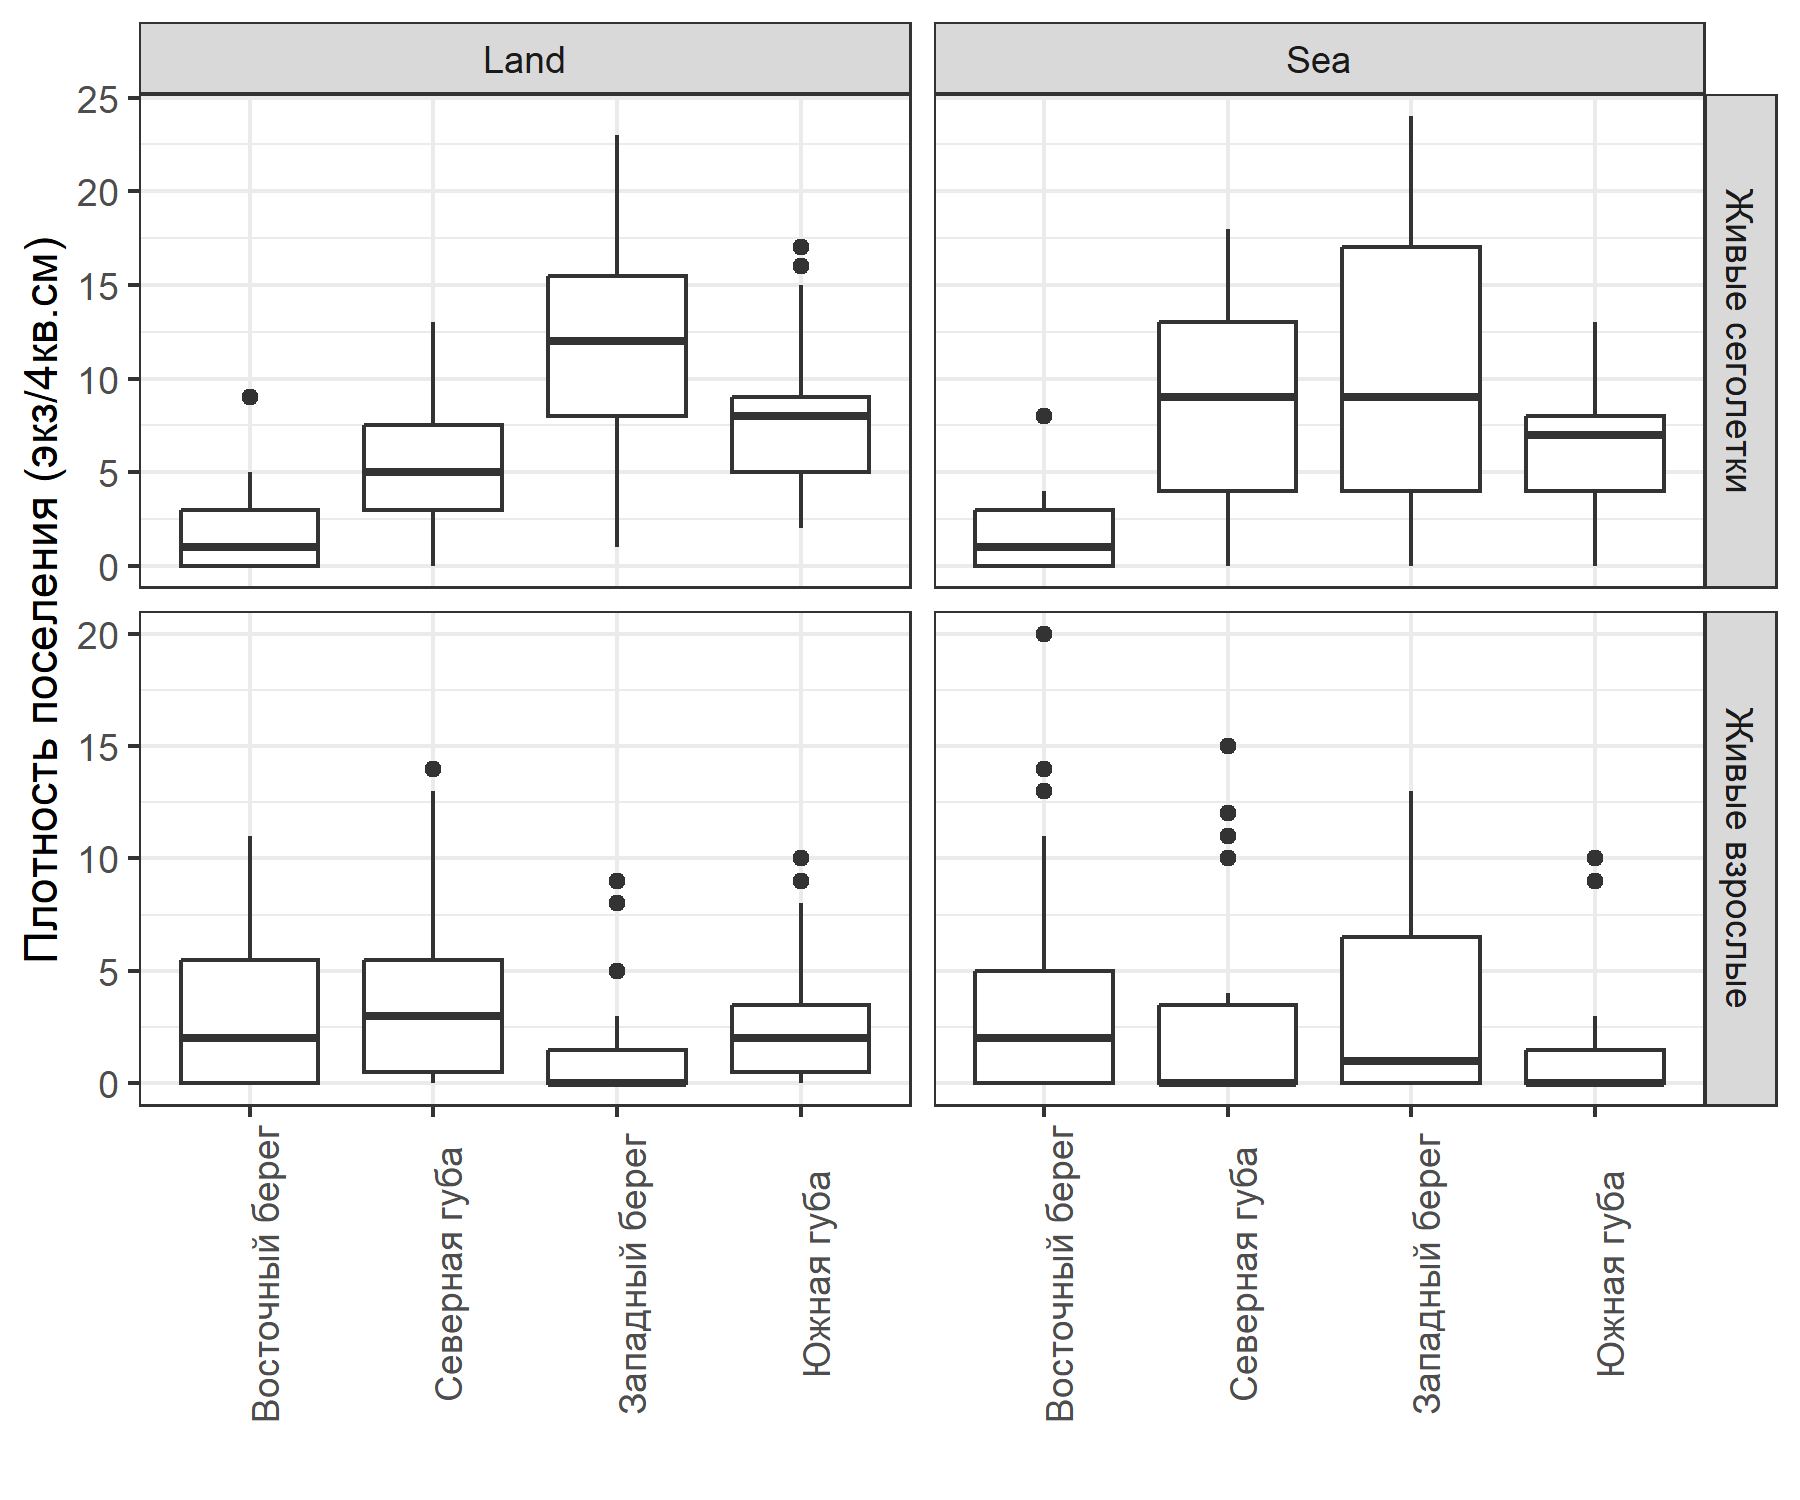 Land
Sea
Плотность поселения (экз/4кв.см)
25
20
15
10
5
0
Живые сеголетки
20
15
10
5
0
Живые взрослые
Восточный берег
Северная губа
Западный берег
Южная губа
Восточный берег
Северная губа
Западный берег
Южная губа